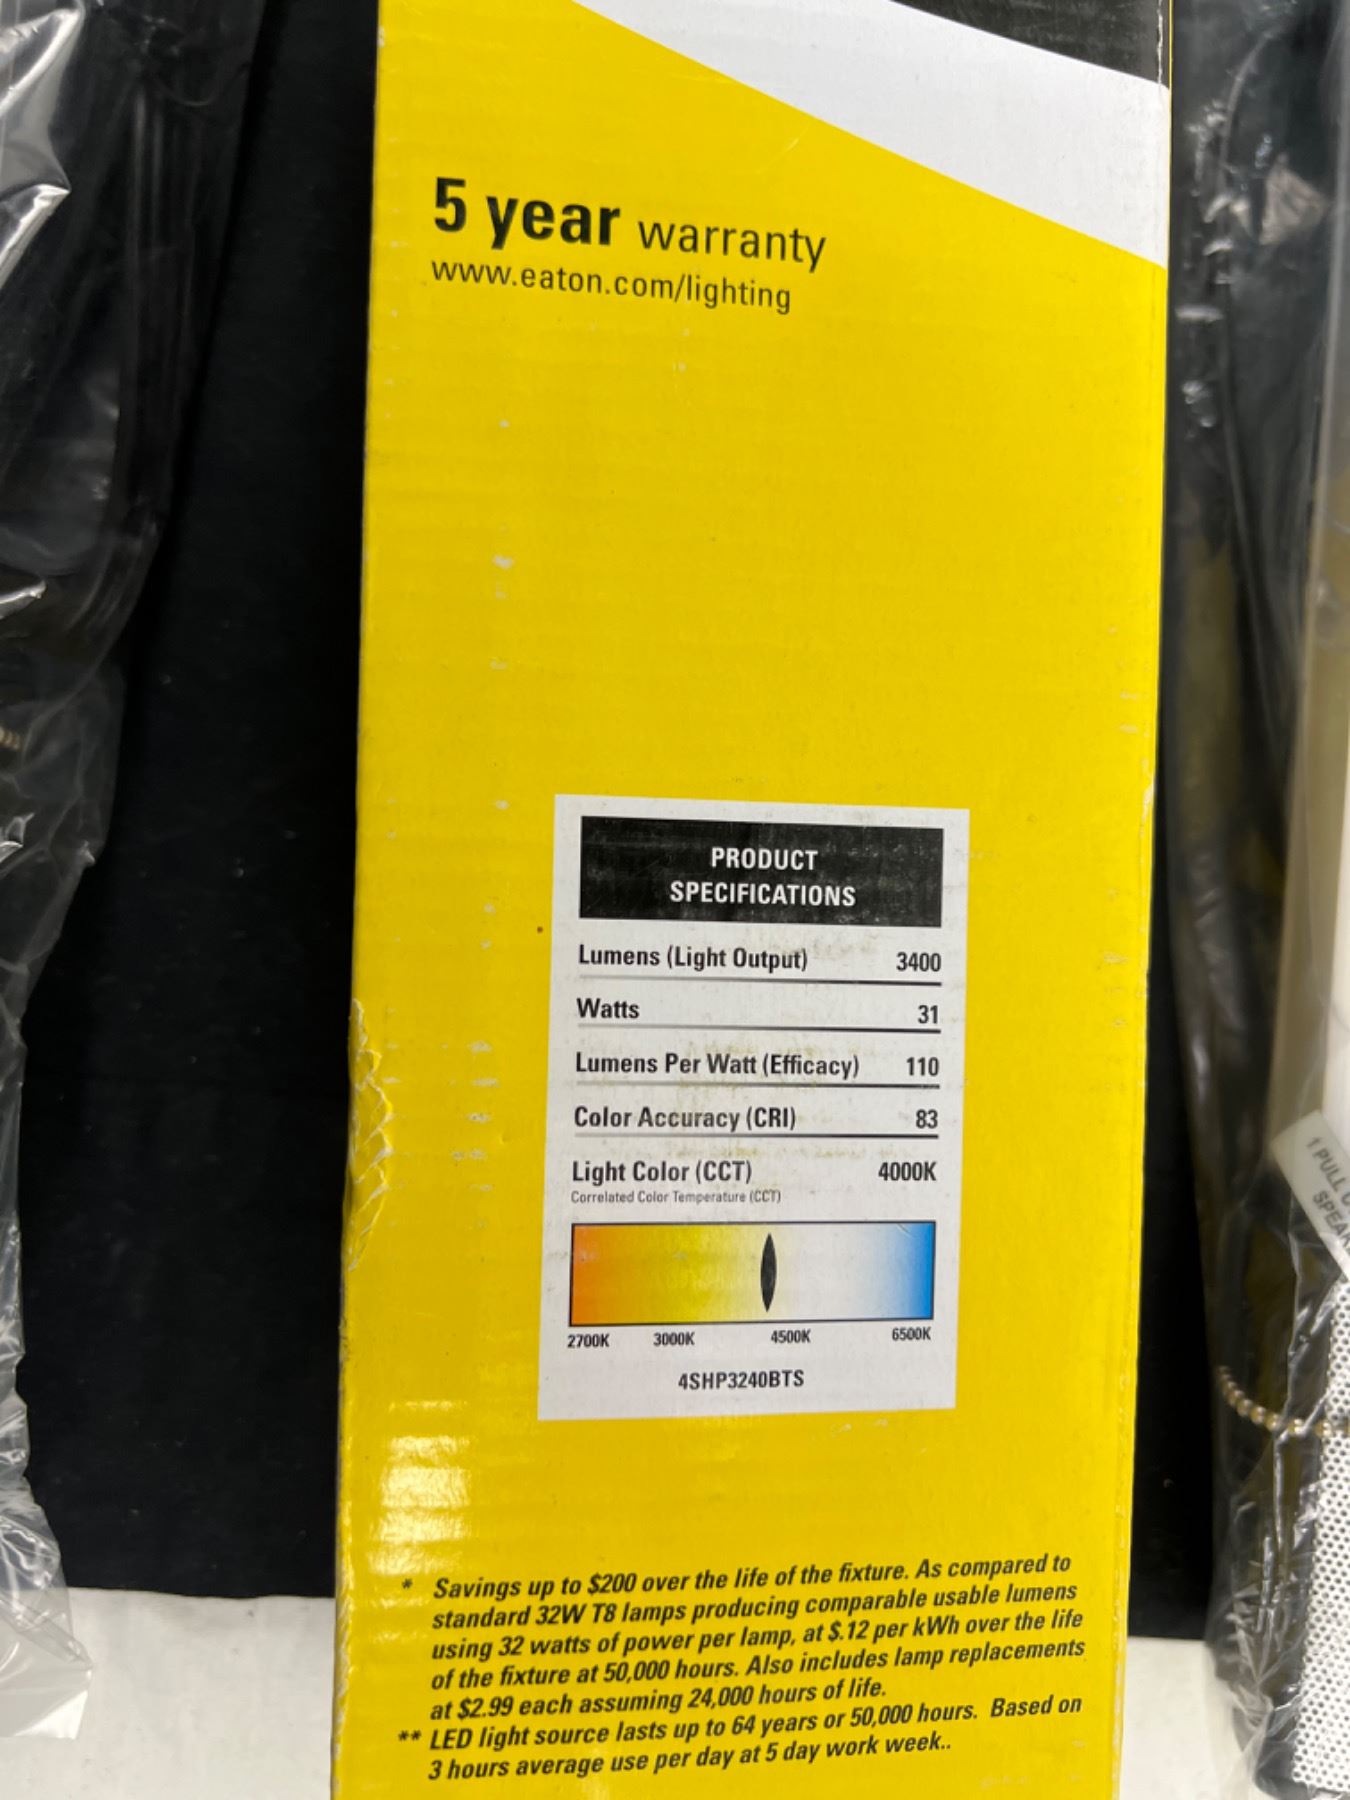 5 year warranty
www.eaton.com/lighting
PRODUCT
SPECIFICATIONS
Lumens (Light Output) 3400
Watts 31
Lumens Per Watt (Efficacy) 110
Color Accuracy (CRI) 83
Light Color (CCT) 4000K
Correlated Color Temperature (CCT)
2700K 3000K 4500K 6500K
4SHP3240BTS
* Savings up to $200 over the life of the fixture. As compared to
standard 32W T8 lamps producing comparable usable lumens
using 32 watts of power per lamp, at $.12 per kWh over the life
of the fixture at 50,000 hours. Also includes lamp replacements
at $2.99 each assuming 24,000 hours of life.
** LED light source lasts up to 64 years or 50,000 hours. Based on
3 hours average use per day at 5 day work week..
1 PULL